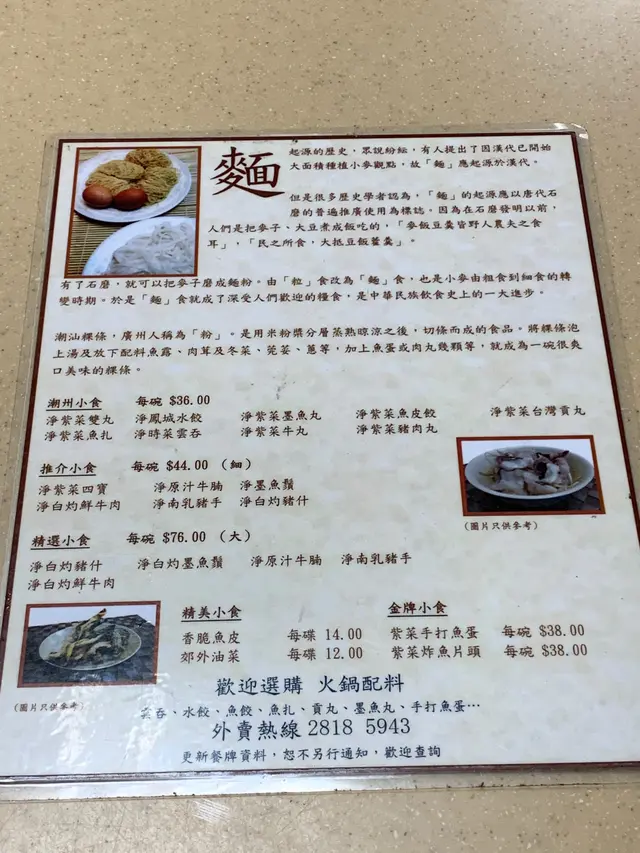 麵
起源的歷史，眾說紛紜，有人提出了因漢代已開始
大面積種植小麥觀點，故「麵」應起源於漢代。
但是很多歷史學者認為，「麵」的起源應以唐代石
磨的普遍推廣使用為標誌。因為在石磨發明以前，
人們是把麥子、大豆煮成飯吃的，「麥飯豆羹皆野人農夫之食
耳」，「民之所食，大抵豆飯藿羹」。
有了石磨，就可以把麥子磨成麵粉。由「粒」食改為「麵」食，也是小麥由粗食到細食的轉
變時期。於是「麵」食就成了深受人們歡迎的糧食，是中華民族飲食史上的一大進步。
潮汕粿條，廣州人稱為「粉」。是用米粉漿分層蒸熟晾涼之後，切條而成的食品。將粿條泡
上湯及放下配料魚露、肉茸及冬菜、芫荽、蔥等，加上魚蛋或肉丸幾顆等，就成為一碗很爽
口美味的粿條。
潮州小食 每碗 $36.00
淨紫菜雙丸 淨鳳城水餃 淨紫菜墨魚丸 淨紫菜魚皮餃 淨紫菜台灣貢丸
淨紫菜魚扎 淨時菜雲吞 淨紫菜牛丸 淨紫菜豬肉丸
推介小食 每碗 $44.00 (細)
淨紫菜四寶 淨原汁牛腩 淨墨魚鬚
淨白灼鮮牛肉 淨南乳豬手 淨白灼豬什
(圖片只供參考)
精選小食 每碗 $76.00 (大)
淨白灼豬什 淨白灼墨魚鬚 淨原汁牛腩 淨南乳豬手
淨白灼鮮牛肉
精美小食 金牌小食
香脆魚皮 每碟 14.00 紫菜手打魚蛋 每碗 $38.00
郊外油菜 每碟 12.00 紫菜炸魚片頭 每碗 $38.00
(圖片只供參考)
歡迎選購 火鍋配料
雲吞、水餃、魚餃、魚扎、貢丸、墨魚丸、手打魚蛋…
外賣熱線 2818 5943
更新餐牌資料，恕不另行通知，歡迎查詢